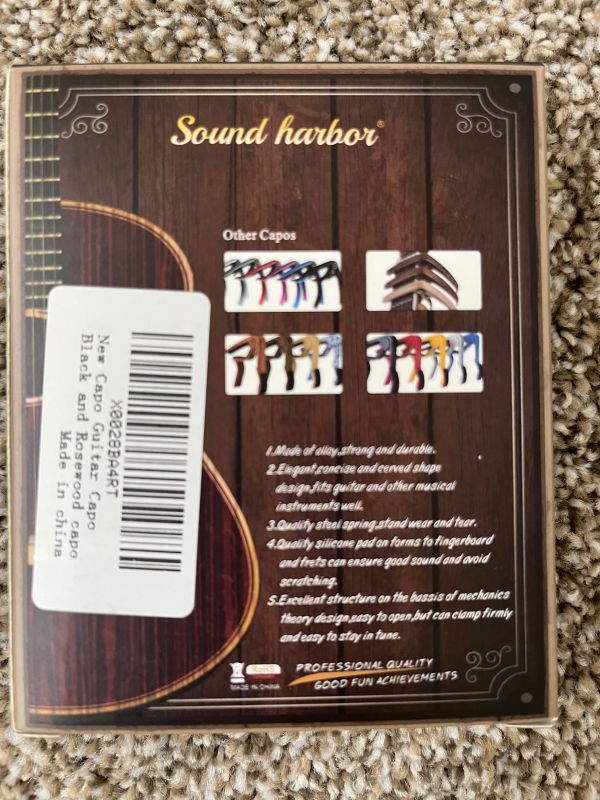 Sound harbor®
Other Capos
1.Made of alloy,strong and durable.
2.Elegant,concise and cerved shape
design,fits guitar and other musical
instruments well.
3.Quality steel spring,stand wear and tear.
4.Quality silicone pad on forms to fingerboard
and frets can ensure good sound and avoid
scratching.
5.Excellent structure on the bassis of mechanics
theory design,easy to open,but can clamp firmly
and easy to stay in tune.
RoHS
MADE IN CHINA
PROFESSIONAL QUALITY
GOOD FUN ACHIEVEMENTS
X0028BA4RT
New Capo Guitar Capo
Black and Rosewood capo
Made in china